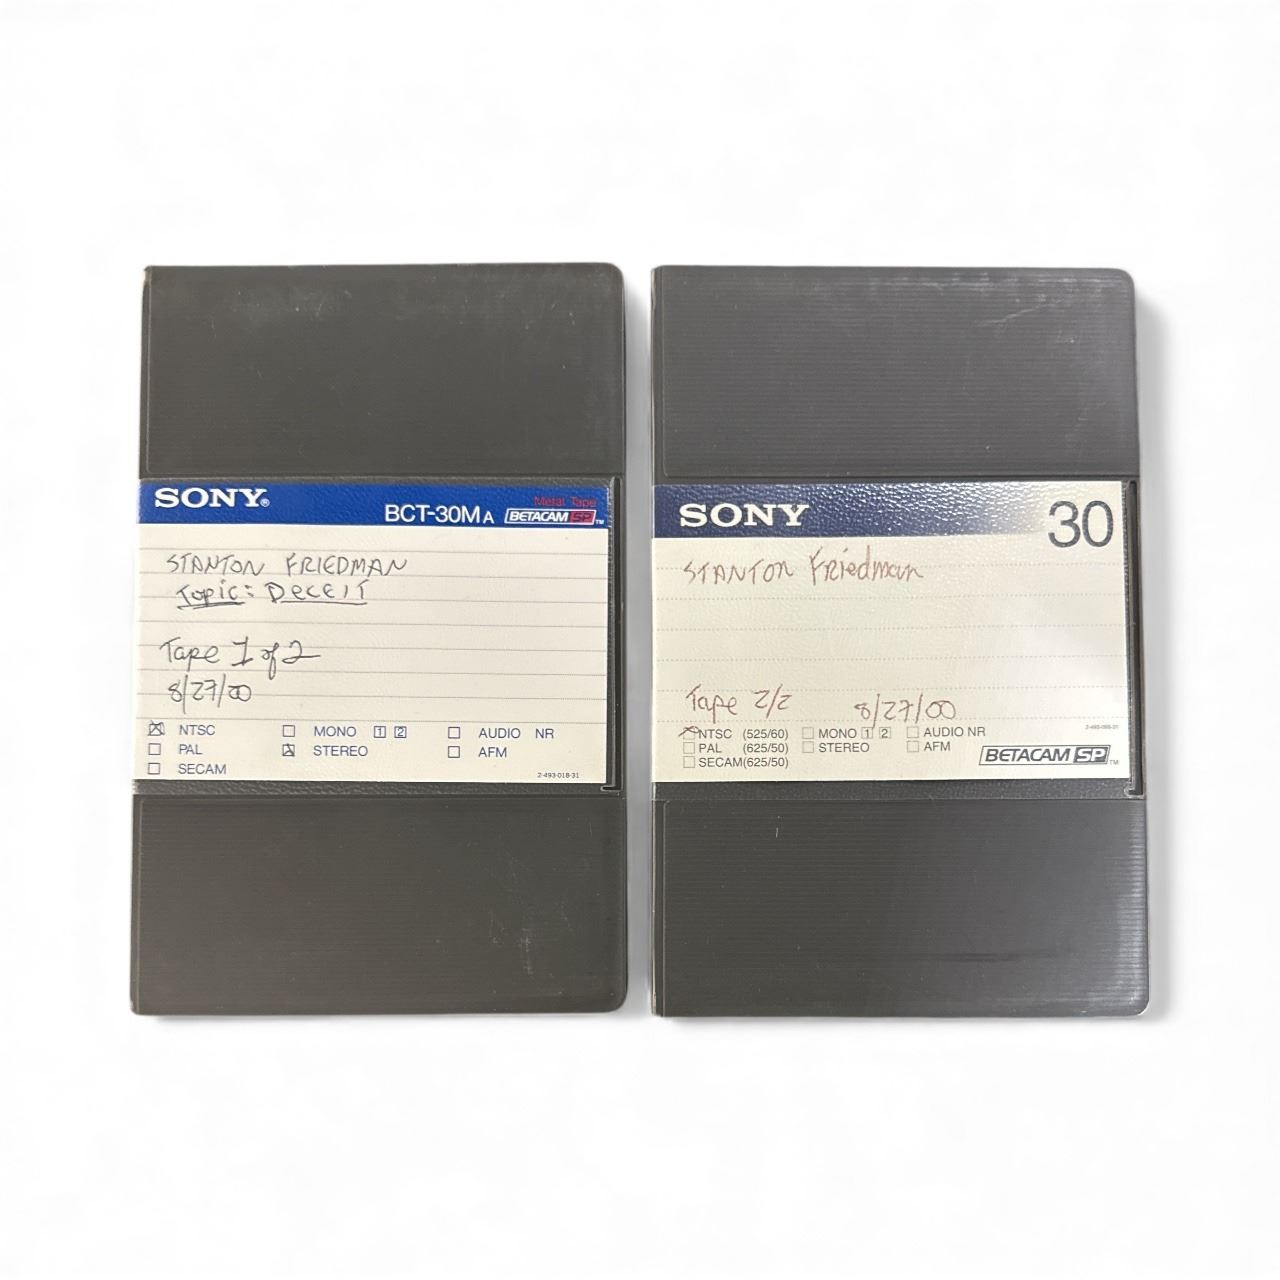 SONY®
BCT-30MA
Metal Tape
BETACAM SP™
STANTON FRIEDMAN
Topic: DECEIT
Tape 1 of 2
8/27/00
NTSC MONO 1 2 AUDIO NR
PAL STEREO AFM
SECAM
2-493-018-31
SONY
30
STANTON Friedman
Tape 2/2 8/27/00
NTSC (525/60) MONO 1 2 AUDIO NR
PAL (625/50) STEREO AFM
SECAM(625/50)
BETACAM SP™